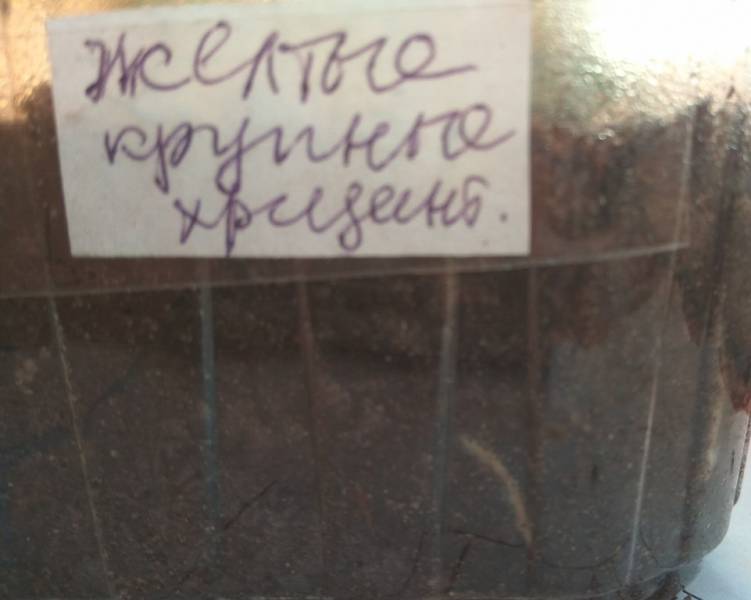 Желтые
крупные
хризант.